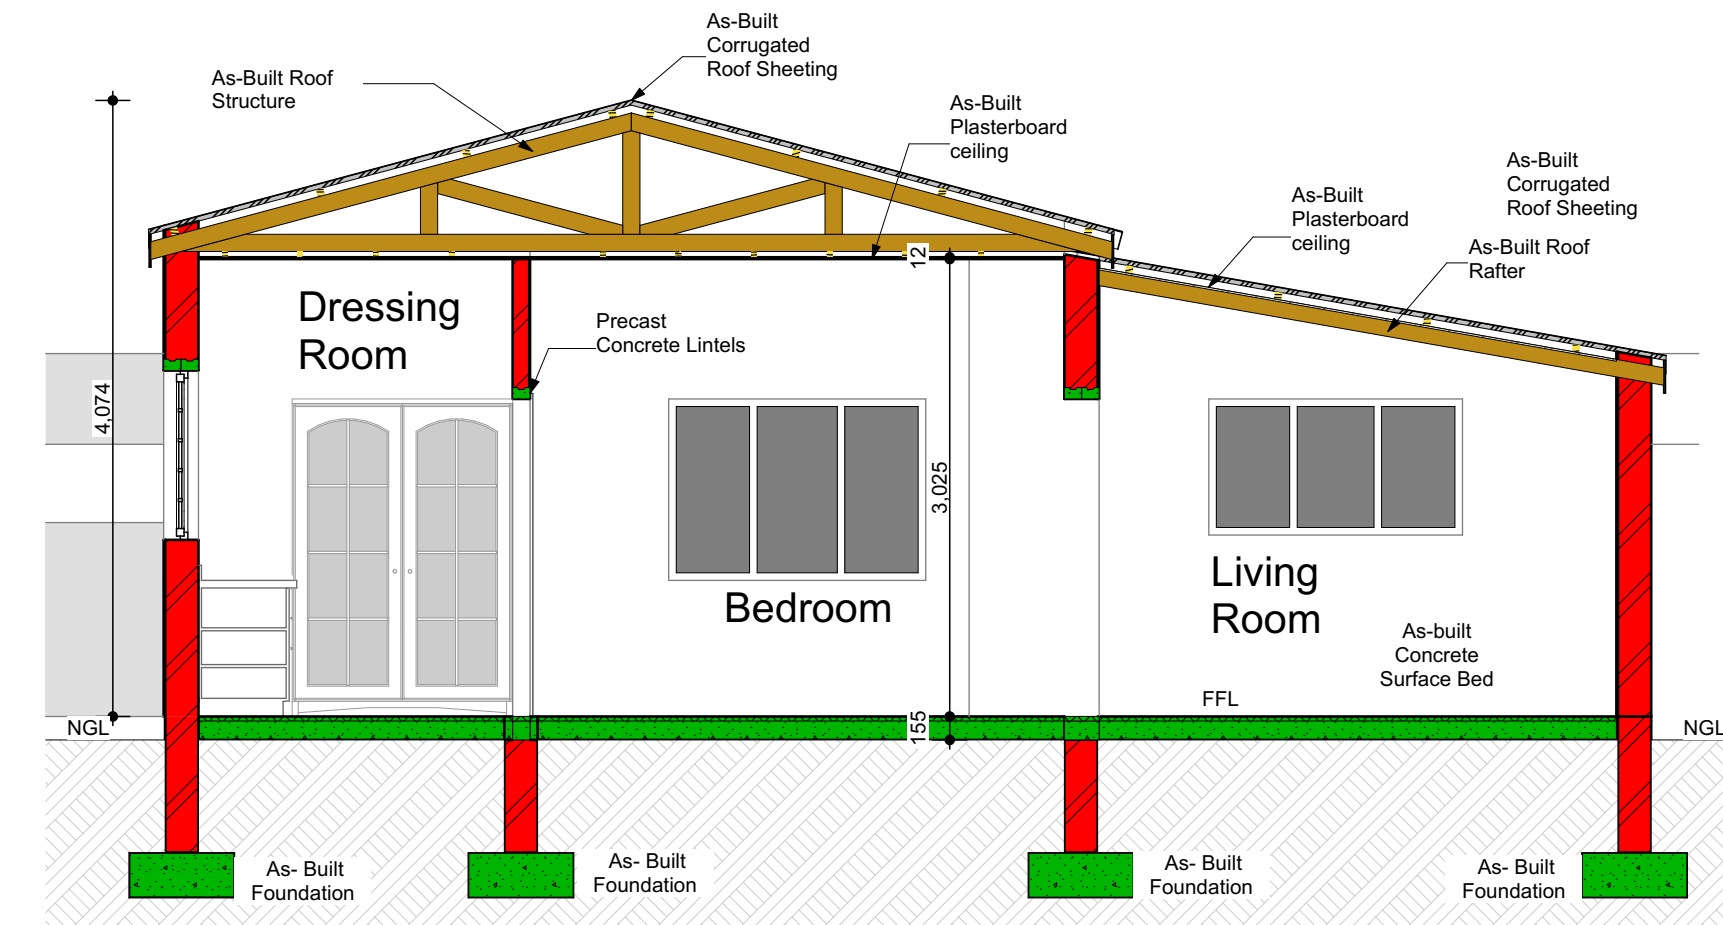 As-Built
Corrugated
Roof Sheeting
As-Built Roof
Structure
As-Built
Plasterboard
ceiling
As-Built
Corrugated
Roof Sheeting
As-Built
Plasterboard
ceiling
As-Built Roof
Rafter
12
Dressing
Room
Precast
Concrete Lintels
4,074
3,025
Bedroom
Living
Room
As-built
Concrete
Surface Bed
FFL
NGL
155
NGL
As- Built
Foundation
As- Built
Foundation
As- Built
Foundation
As- Built
Foundation